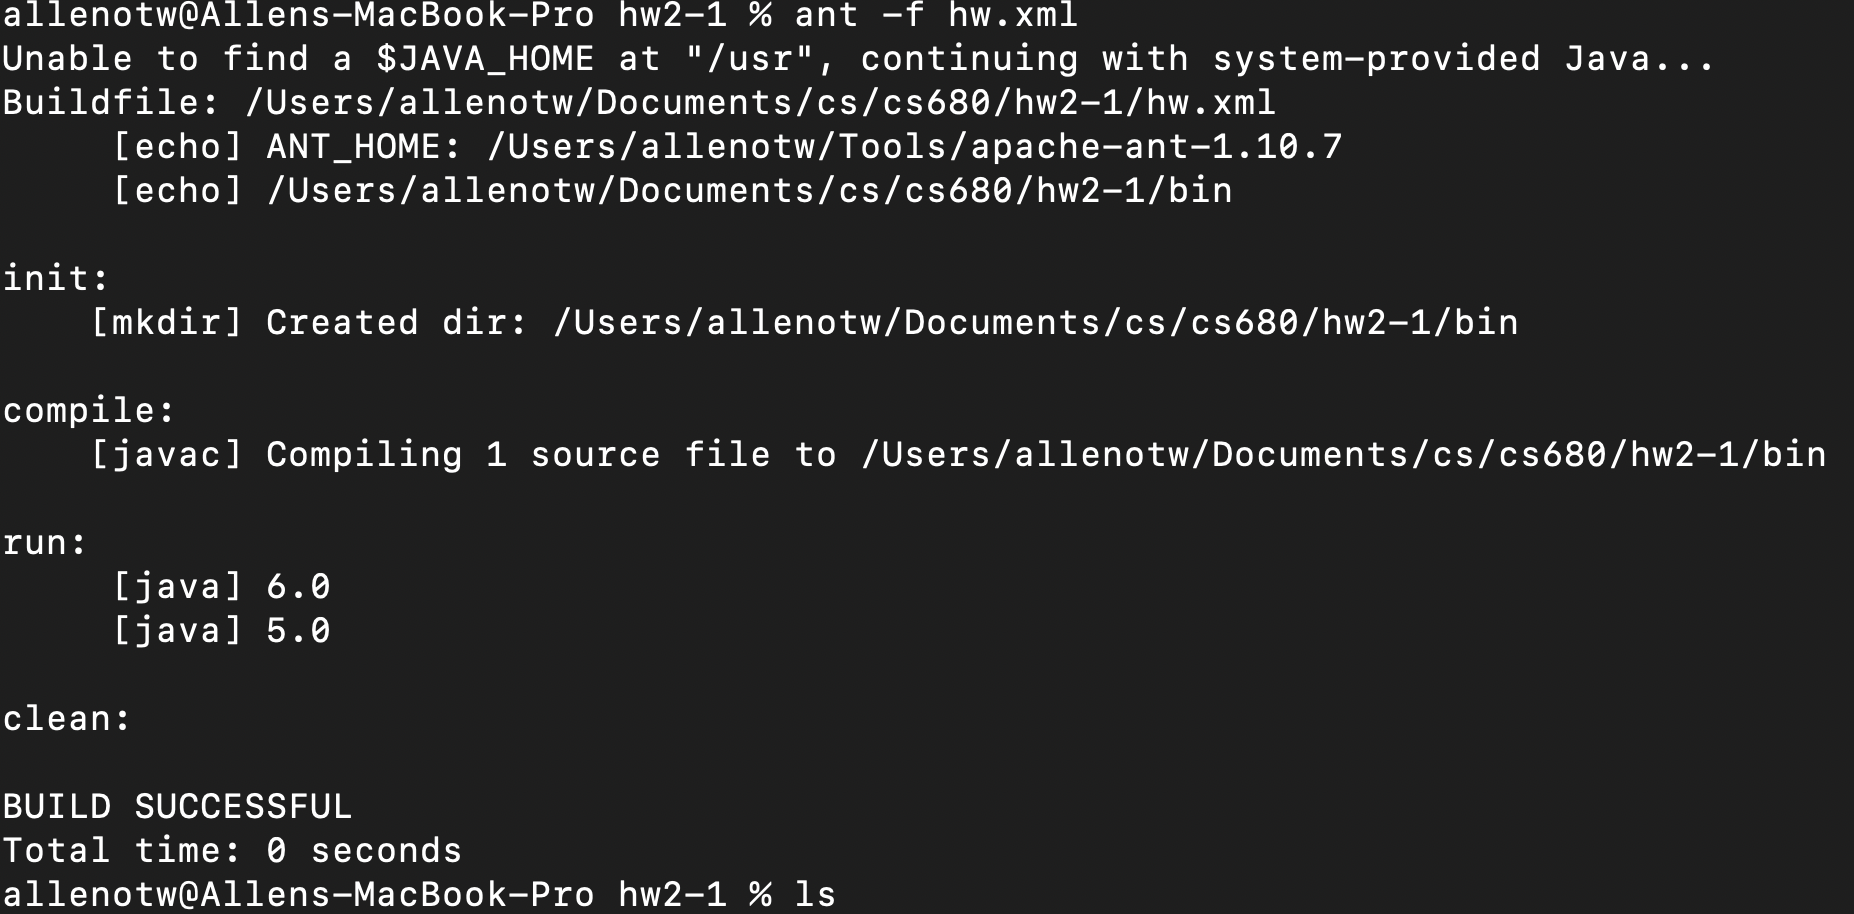 allenotw@Allens-MacBook-Pro hw2-1 % ant -f hw.xml
Unable to find a $JAVA_HOME at "/usr", continuing with system-provided Java...
Buildfile: /Users/allenotw/Documents/cs/cs680/hw2-1/hw.xml
     [echo] ANT_HOME: /Users/allenotw/Tools/apache-ant-1.10.7
     [echo] /Users/allenotw/Documents/cs/cs680/hw2-1/bin

init:
    [mkdir] Created dir: /Users/allenotw/Documents/cs/cs680/hw2-1/bin

compile:
    [javac] Compiling 1 source file to /Users/allenotw/Documents/cs/cs680/hw2-1/bin

run:
     [java] 6.0
     [java] 5.0

clean:

BUILD SUCCESSFUL
Total time: 0 seconds
allenotw@Allens-MacBook-Pro hw2-1 % ls